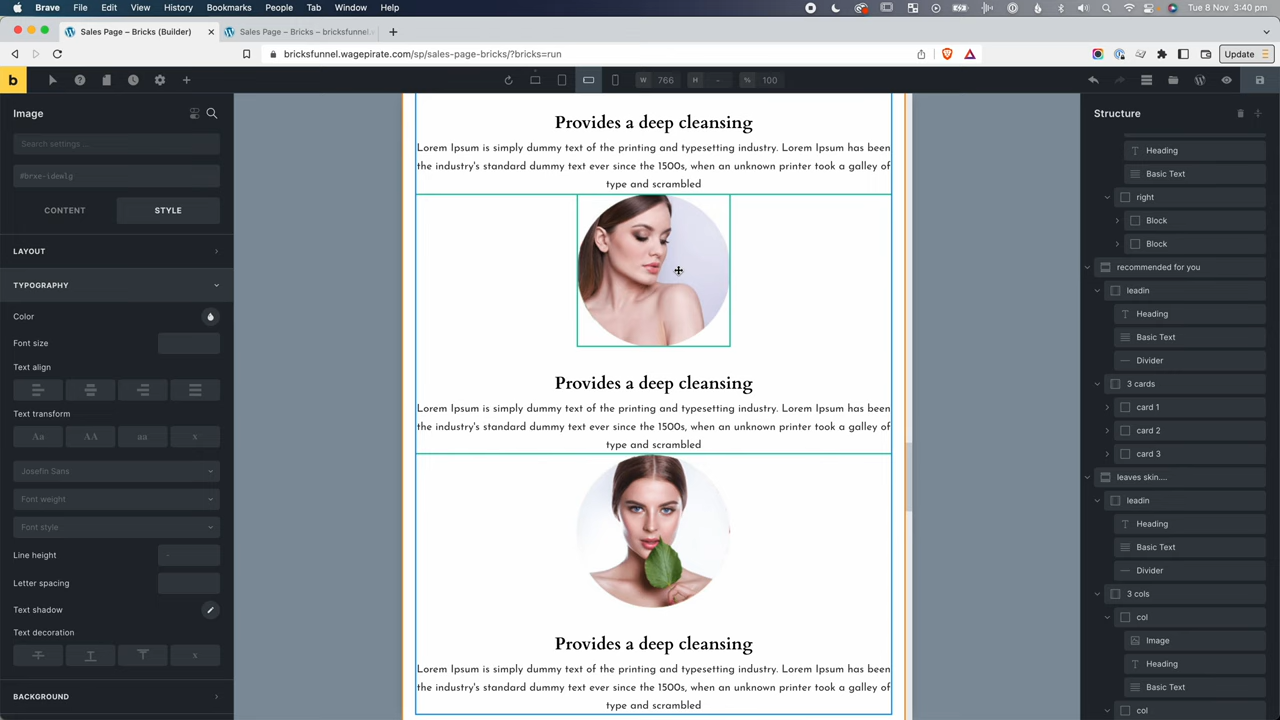 Brave File Edit View History Bookmarks People Tab Window Help
Tue 8 Nov 3:40 pm
Sales Page – Bricks (Builder)
Sales Page – Bricks – bricksfunnel.
bricksfunnel.wagepirate.com/sp/sales-page-bricks/?bricks=run
Update
b
W 766 H - % 100
Image
Search settings ...
#brxe-idewlg
CONTENT STYLE
LAYOUT
TYPOGRAPHY
Color
Font size
Text align
Text transform
Aa AA aa x
Josefin Sans
Font weight
Font style
Line height -
Letter spacing
Text shadow
Text decoration
T T T x
BACKGROUND
Provides a deep cleansing
Lorem Ipsum is simply dummy text of the printing and typesetting industry. Lorem Ipsum has been
the industry's standard dummy text ever since the 1500s, when an unknown printer took a galley of
type and scrambled
Provides a deep cleansing
Lorem Ipsum is simply dummy text of the printing and typesetting industry. Lorem Ipsum has been
the industry's standard dummy text ever since the 1500s, when an unknown printer took a galley of
type and scrambled
Provides a deep cleansing
Lorem Ipsum is simply dummy text of the printing and typesetting industry. Lorem Ipsum has been
the industry's standard dummy text ever since the 1500s, when an unknown printer took a galley of
type and scrambled
Structure
Heading
Basic Text
right
Block
Block
recommended for you
leadin
Heading
Basic Text
Divider
3 cards
card 1
card 2
card 3
leaves skin....
leadin
Heading
Basic Text
Divider
3 cols
col
Image
Heading
Basic Text
col